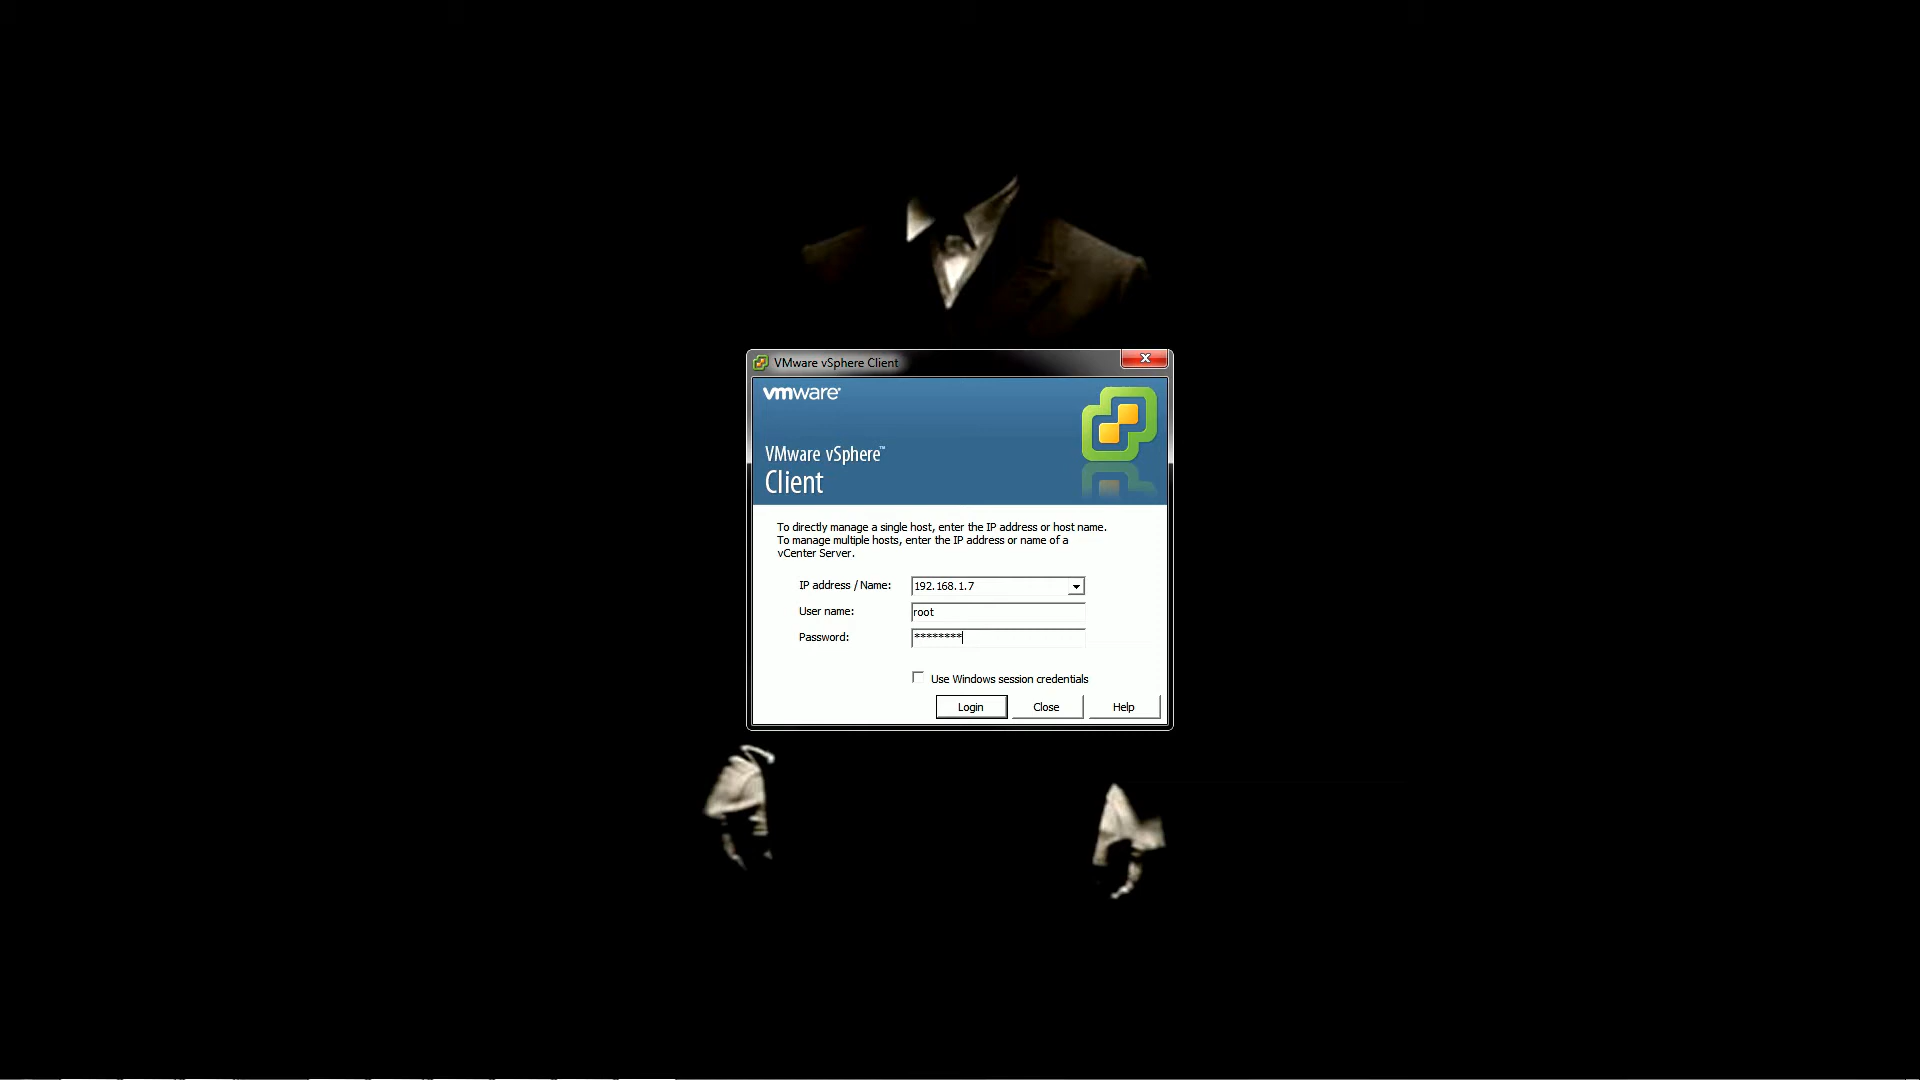 VMware vSphere Client
vmware®
VMware vSphere™
Client
To directly manage a single host, enter the IP address or host name.
To manage multiple hosts, enter the IP address or name of a
vCenter Server.
IP address / Name: 192.168.1.7
User name: root
Password: ********
Use Windows session credentials
Login Close Help